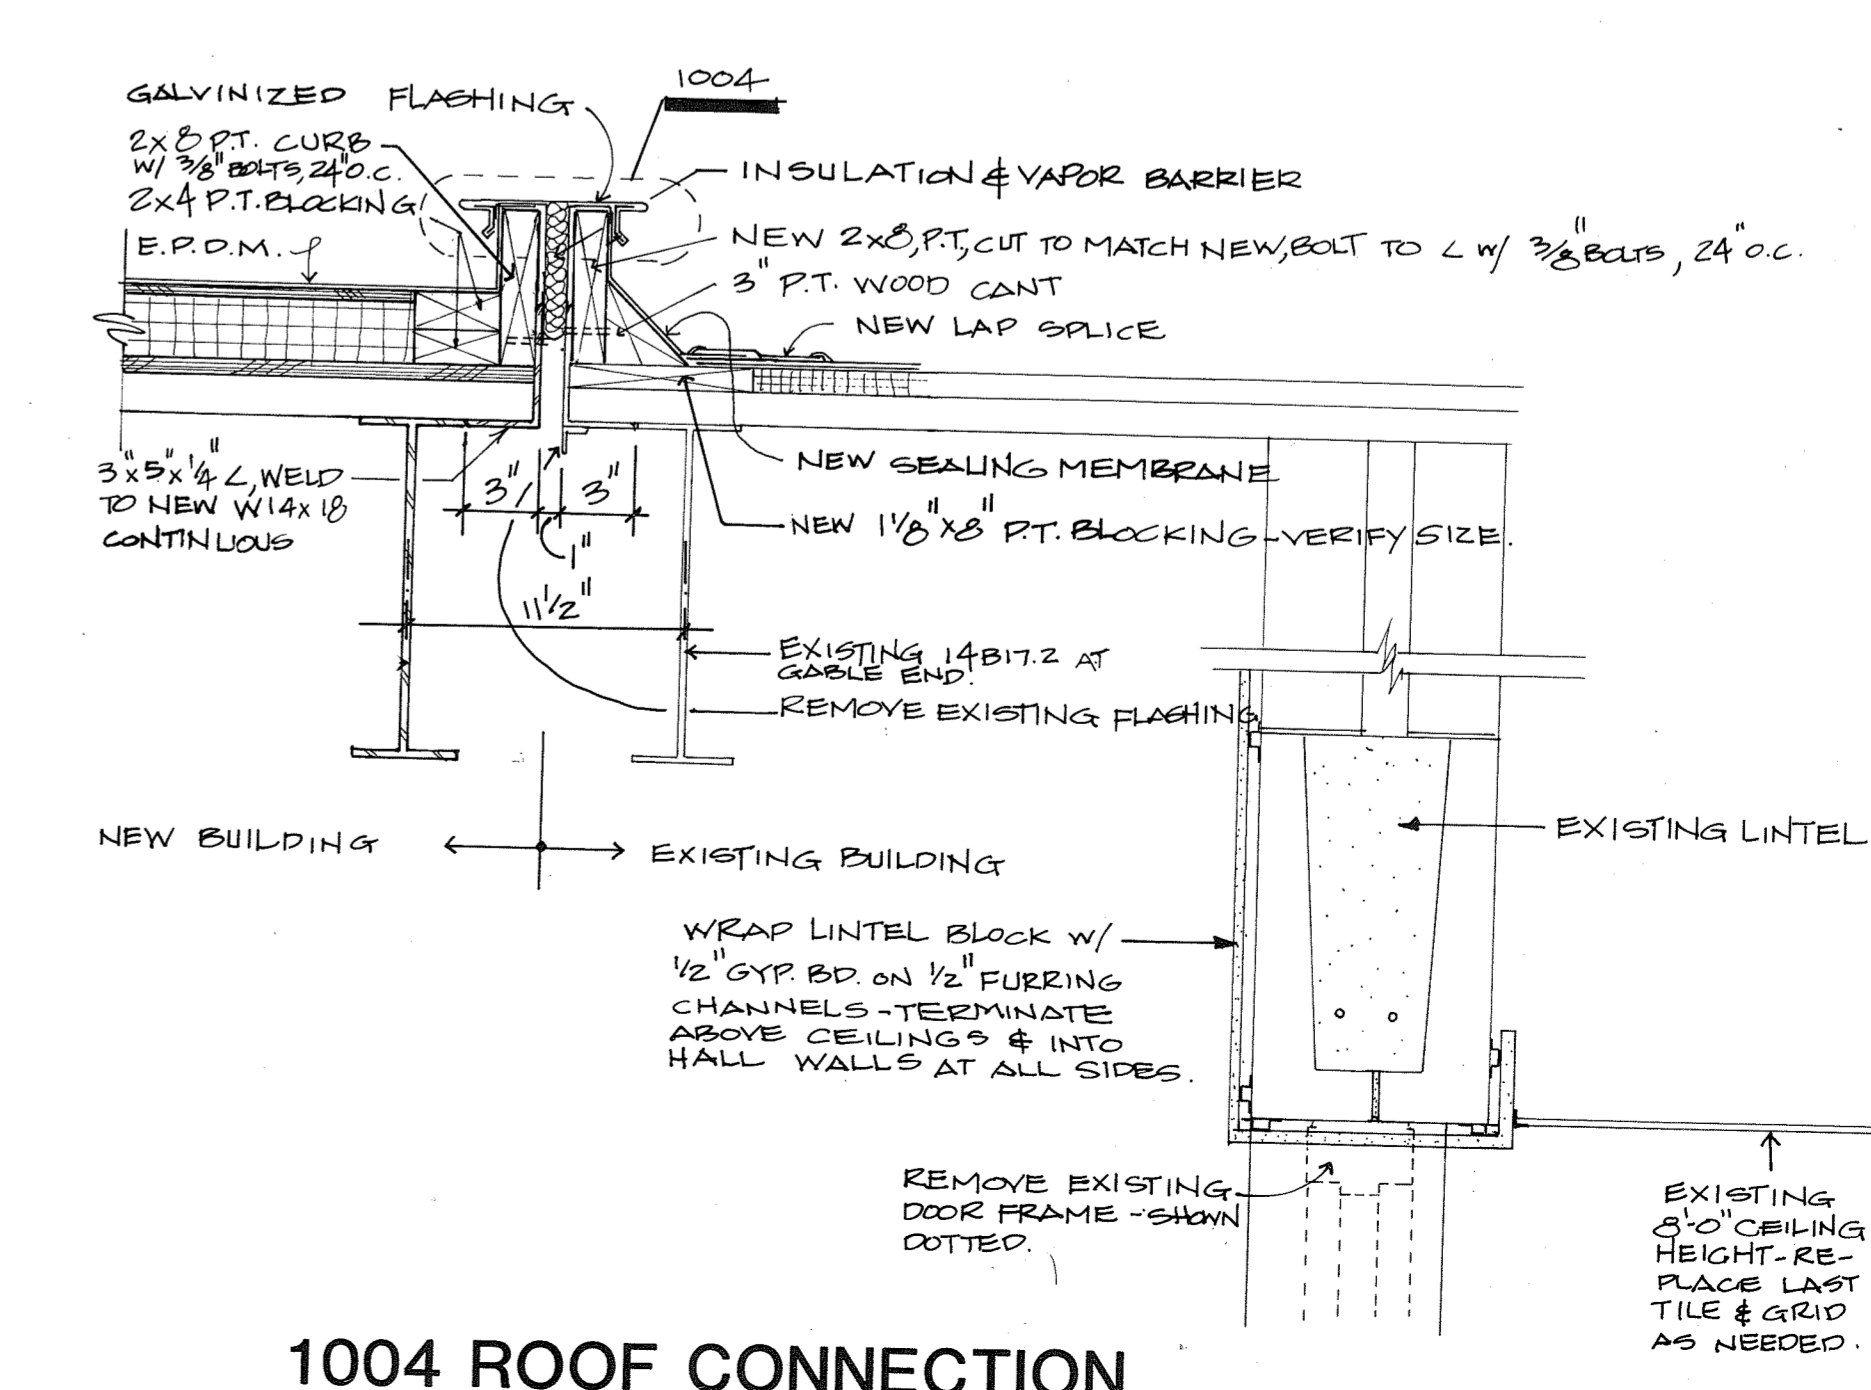 1004
GALVINIZED FLASHING
2x8 P.T. CURB
W/ 3/8" BOLTS, 24" O.C.
2x4 P.T. BLOCKING
E.P.D.M.
INSULATION & VAPOR BARRIER
NEW 2x8, P.T., CUT TO MATCH NEW, BOLT TO ∠ W/ 3/8" BOLTS, 24" O.C.
3" P.T. WOOD CANT
NEW LAP SPLICE
3"x5"x1/4" ∠, WELD
TO NEW W14x18
CONTINUOUS
3"
3"
1"
11 1/2"
NEW SEALING MEMBRANE
NEW 1 1/8"x8" P.T. BLOCKING-VERIFY SIZE.
EXISTING 14B17.2 AT
GABLE END.
REMOVE EXISTING FLASHING.
NEW BUILDING
EXISTING BUILDING
EXISTING LINTEL
WRAP LINTEL BLOCK W/
1/2" GYP. BD. ON 1/2" FURRING
CHANNELS-TERMINATE
ABOVE CEILINGS & INTO
HALL WALLS AT ALL SIDES.
REMOVE EXISTING
DOOR FRAME-SHOWN
DOTTED.
EXISTING
8'-0" CEILING
HEIGHT-RE-
PLACE LAST
TILE & GRID
AS NEEDED.
1004 ROOF CONNECTION